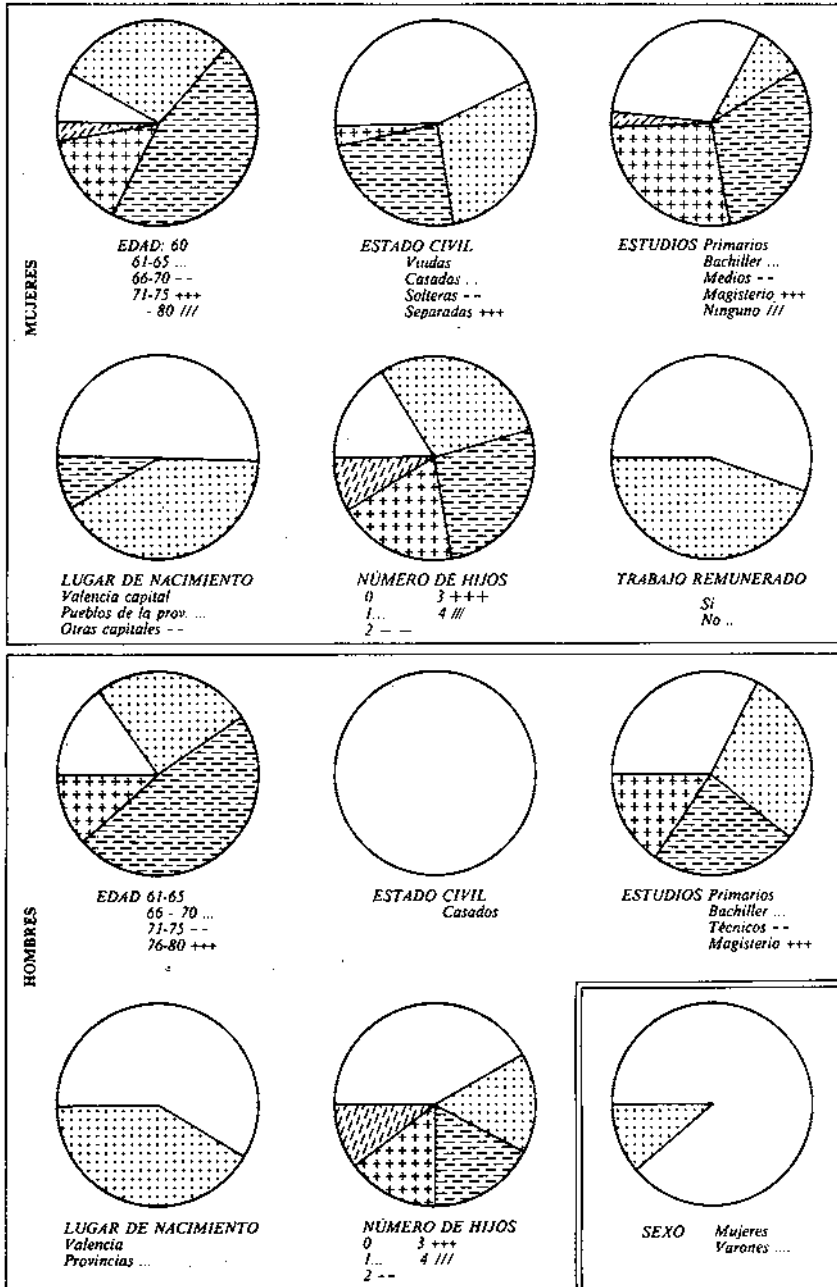 MUJERES
EDAD: 60
61-65 ...
66-70 - -
71-75 +++
- 80 ///
ESTADO CIVIL
Viudas
Casadas . .
Solteras - -
Separadas +++
ESTUDIOS Primarios
Bachiller ...
Medios - -
Magisterio +++
Ninguno ///
LUGAR DE NACIMIENTO
Valencia capital
Pueblos de la prov. ...
Otras capitales - -
NÚMERO DE HIJOS
0 3 +++
1... 4 ///
2 — —
TRABAJO REMUNERADO
Si
No ..
HOMBRES
EDAD 61-65
66 - 70 ...
71-75 - -
76-80 +++
ESTADO CIVIL
Casados
ESTUDIOS Primarios
Bachiller ...
Técnicos - -
Magisterio +++
LUGAR DE NACIMIENTO
Valencia
Provincias ...
NÚMERO DE HIJOS
0 3 +++
1... 4 ///
2 --
SEXO Mujeres
Varones ....